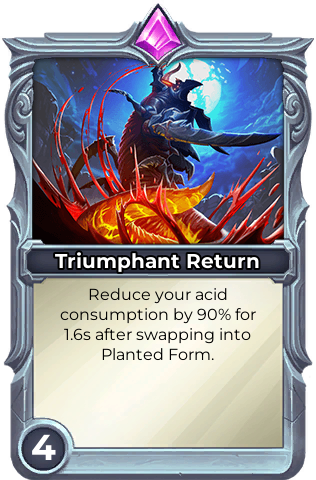 Triumphant Return
Reduce your acid
consumption by 90% for
1.6s after swapping into
Planted Form.
4